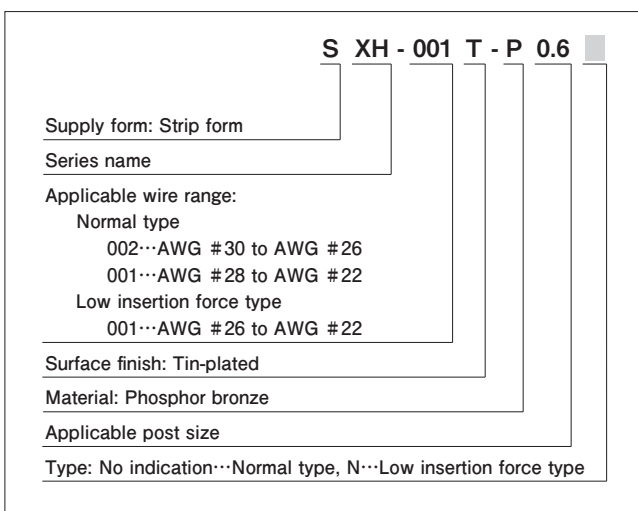 S XH - 001 T - P 0.6
Supply form: Strip form
Series name
Applicable wire range:
Normal type
002···AWG #30 to AWG #26
001···AWG #28 to AWG #22
Low insertion force type
001···AWG #26 to AWG #22
Surface finish: Tin-plated
Material: Phosphor bronze
Applicable post size
Type: No indication···Normal type, N···Low insertion force type